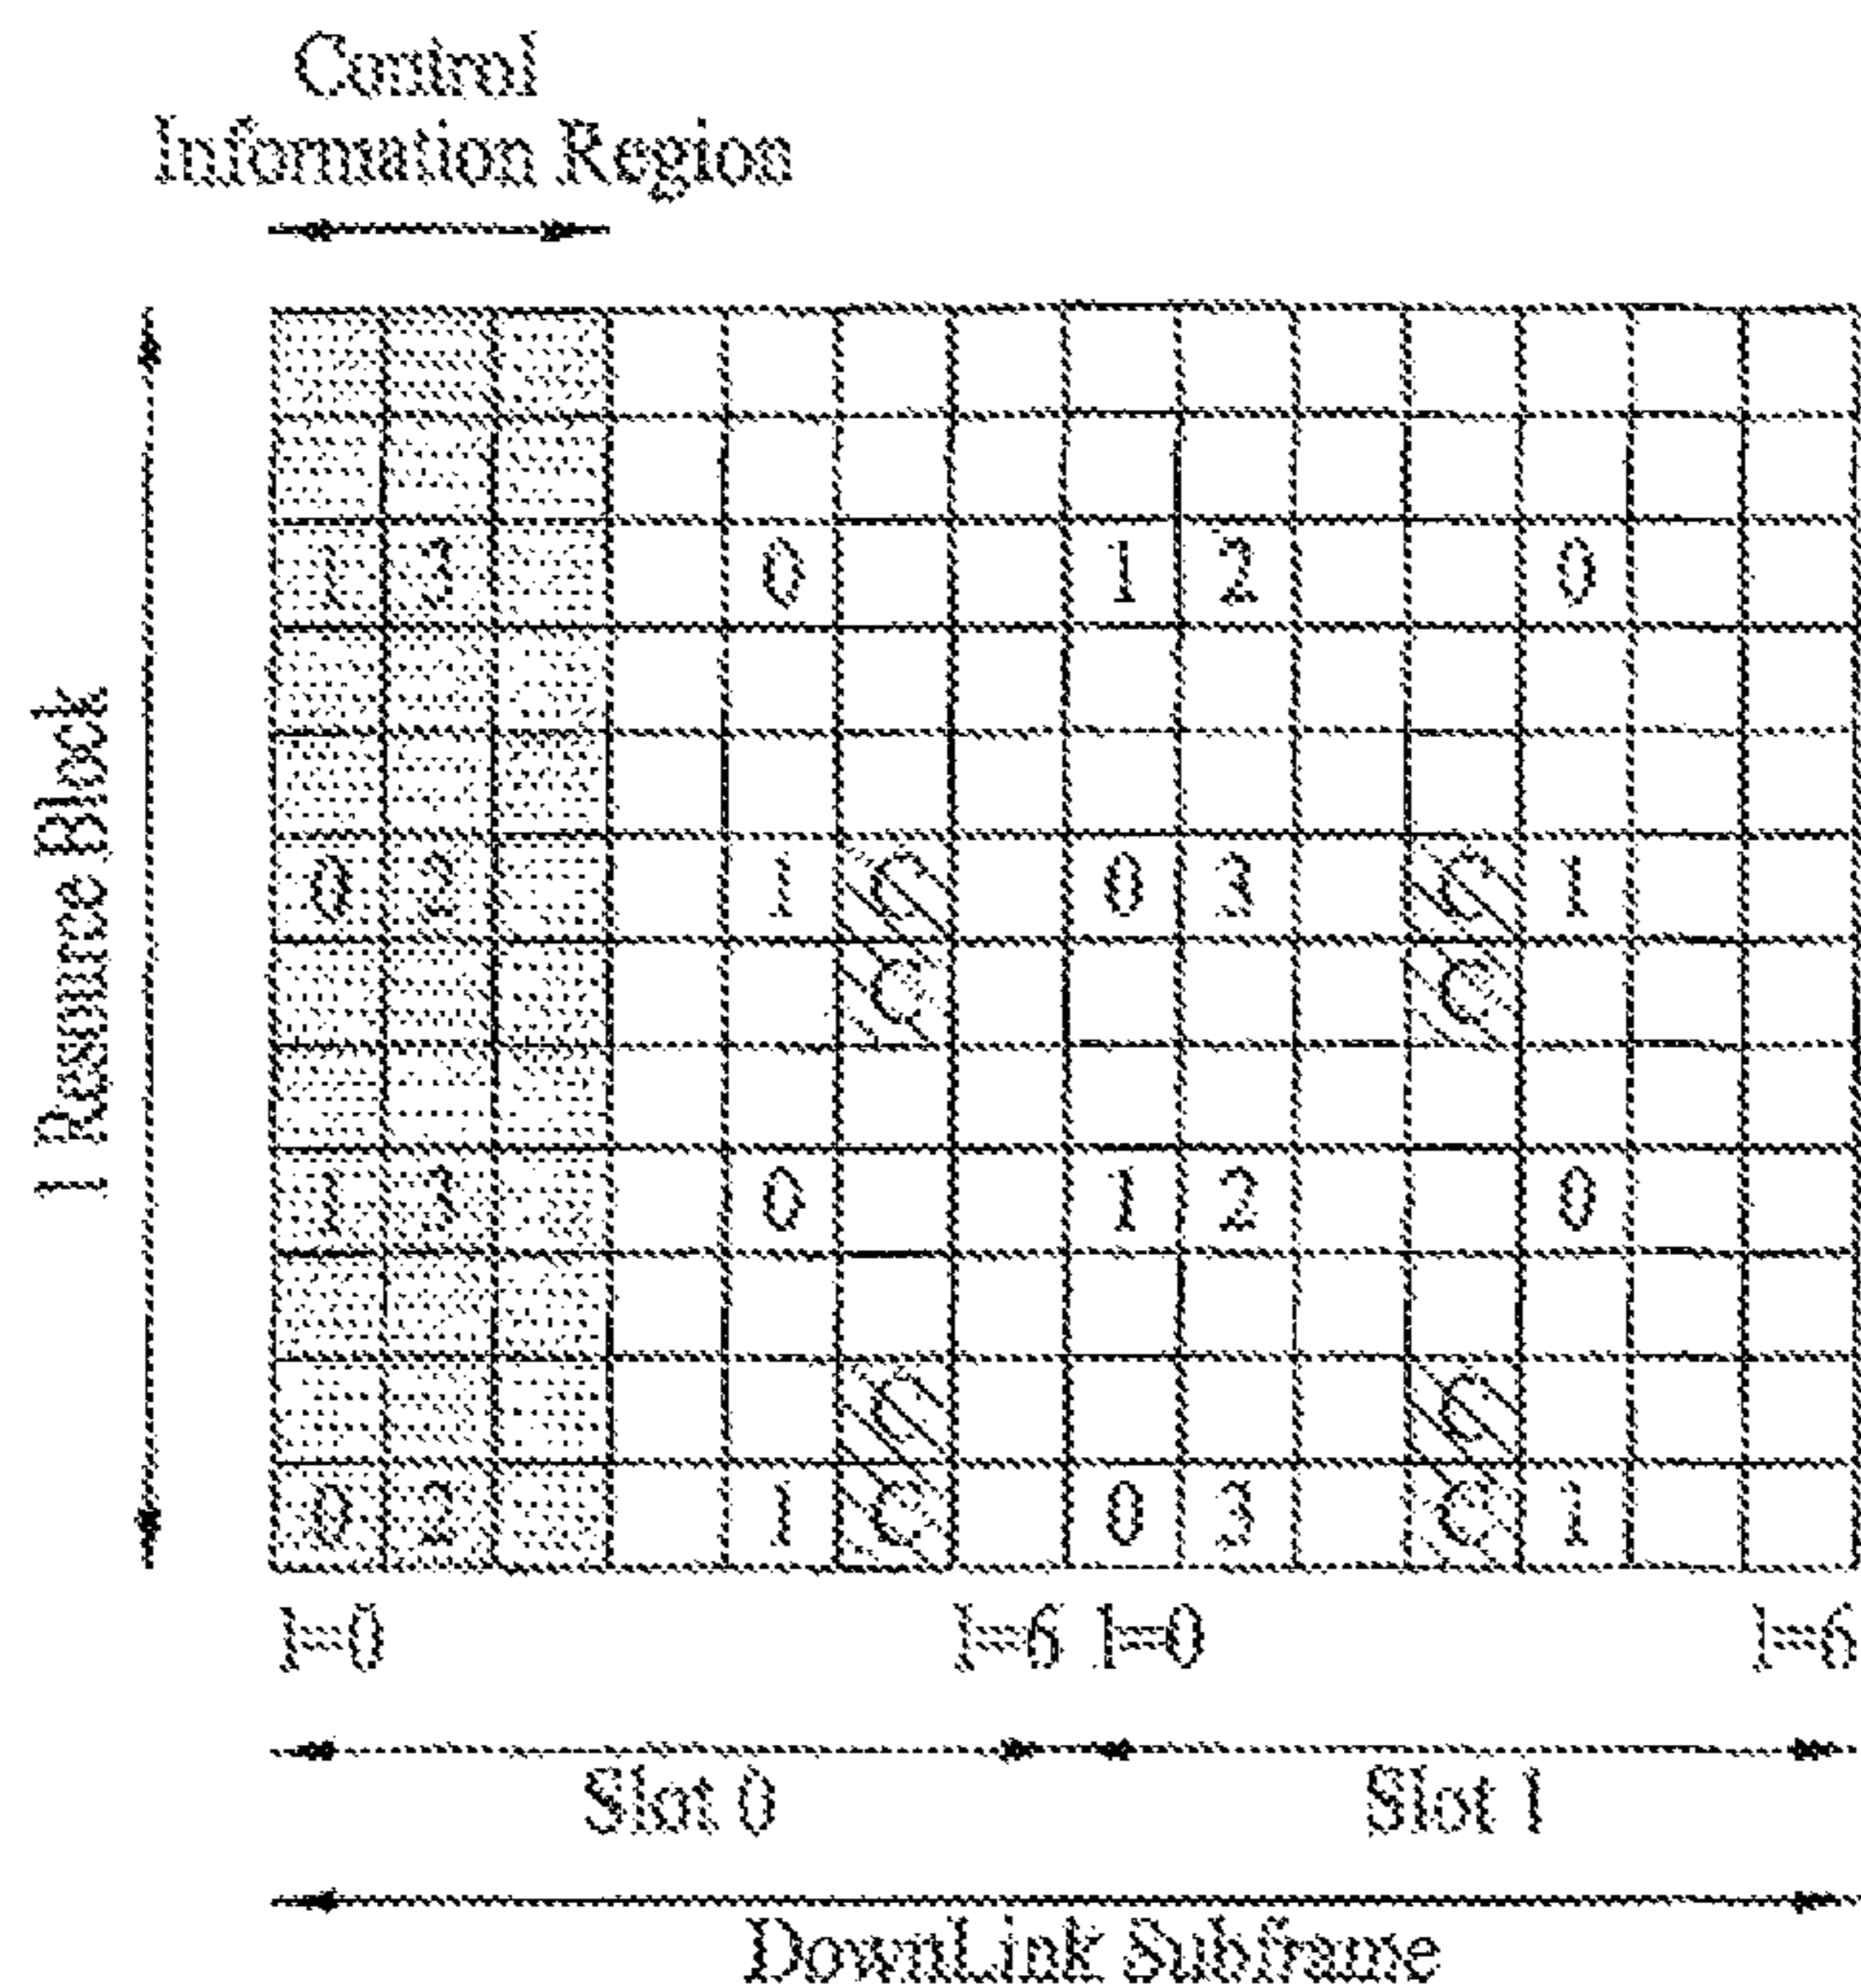 Control
Information Region
1 Resource Block
1 3 0 1 2 0
0 2 1 C 0 3 C 1
C C
1 3 0 1 2 0
C C
0 2 1 C 0 3 C 1
l=0 l=6 l=0 l=6
Slot 0 Slot 1
DownLink Subframe